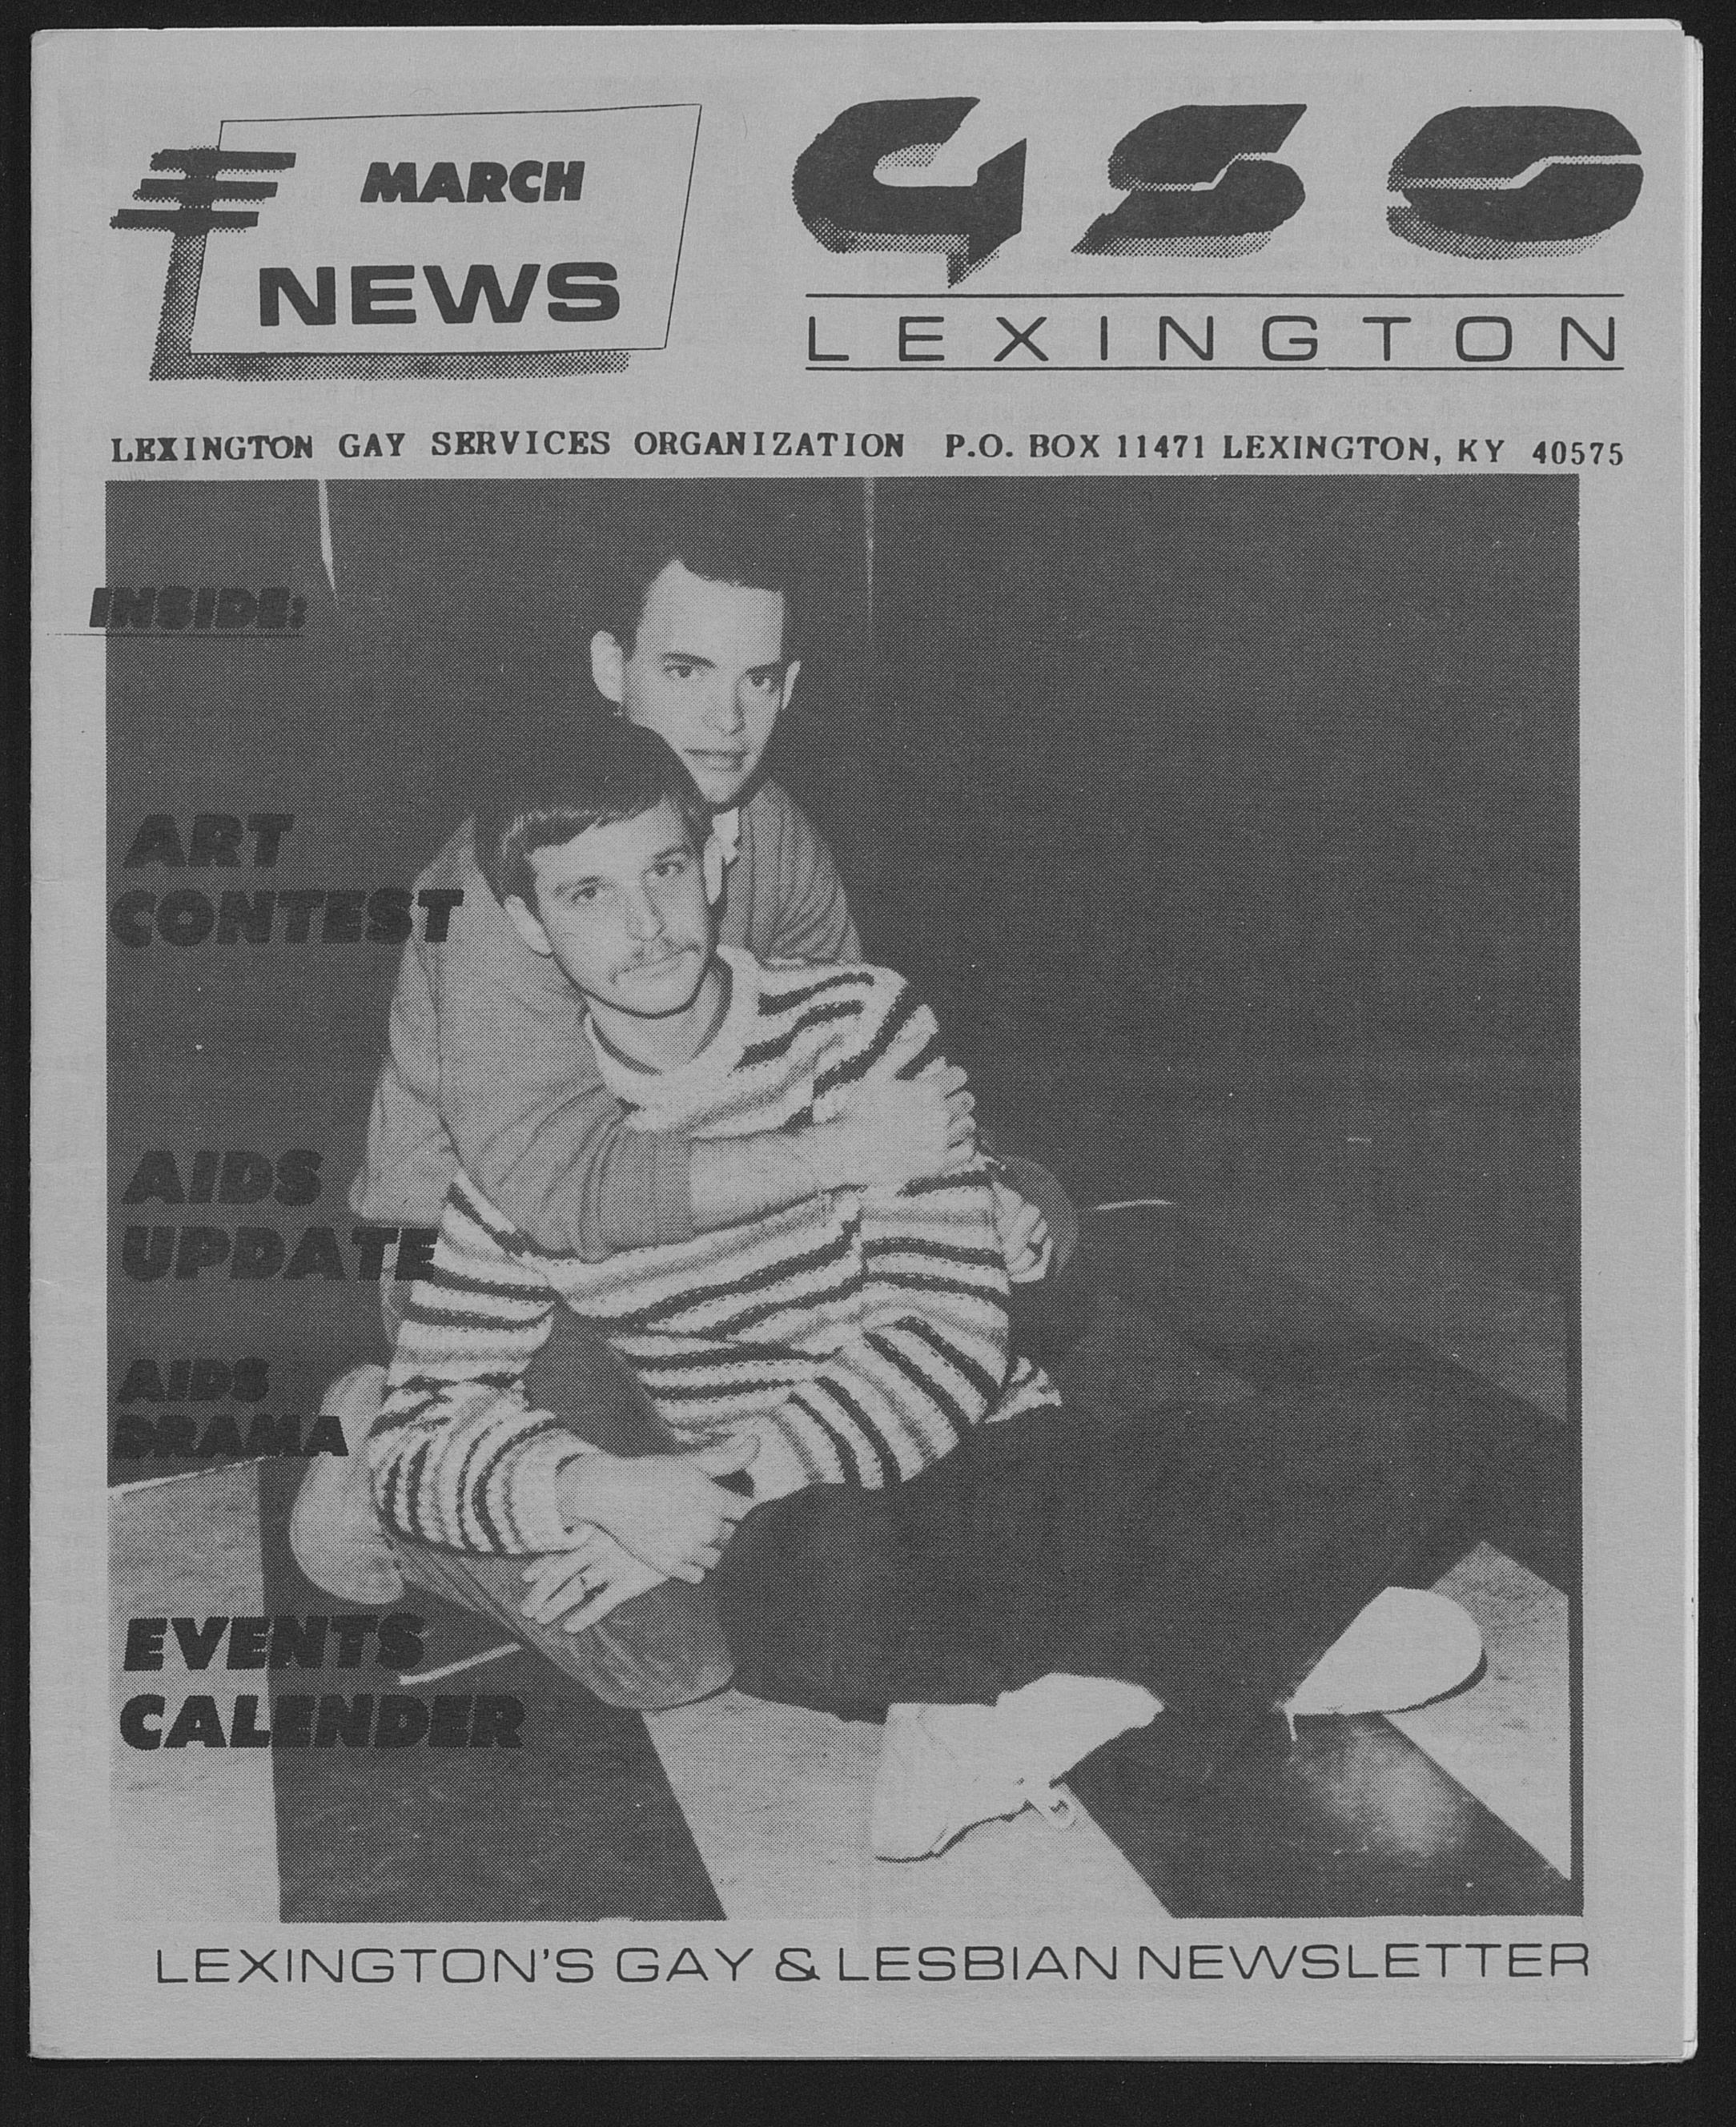 MARCH
NEWS
GSO
LEXINGTON
LEXINGTON GAY SERVICES ORGANIZATION P.O. BOX 11471 LEXINGTON, KY 40575
INSIDE:
ART
CONTEST
AIDS
UPDATE
AIDS
DRAMA
EVENTS
CALENDER
LEXINGTON'S GAY & LESBIAN NEWSLETTER